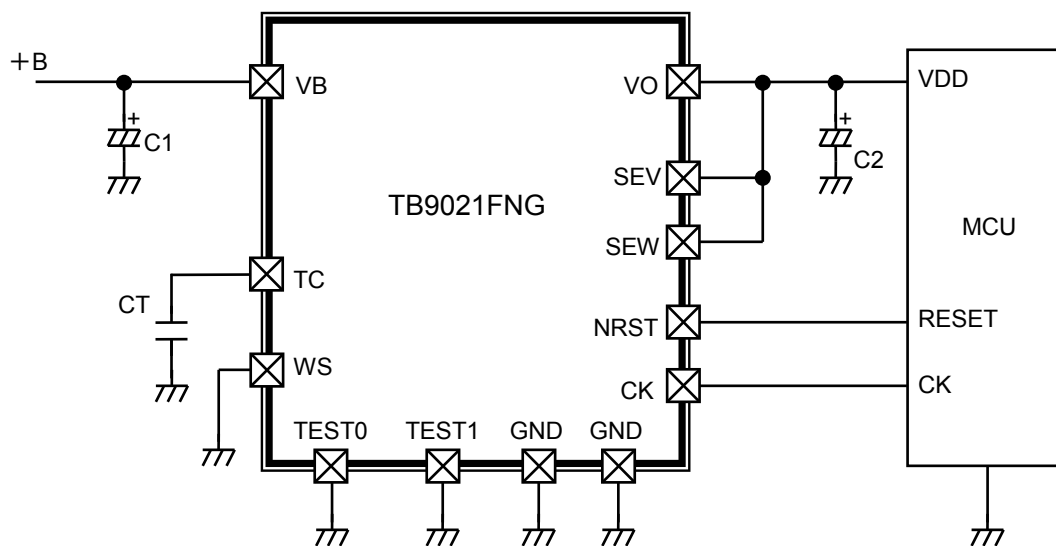 +B
VB
VO
VDD
+
C1
+
C2
SEV
TB9021FNG
SEW
MCU
TC
CT
NRST
RESET
WS
CK
CK
TEST0
TEST1
GND
GND